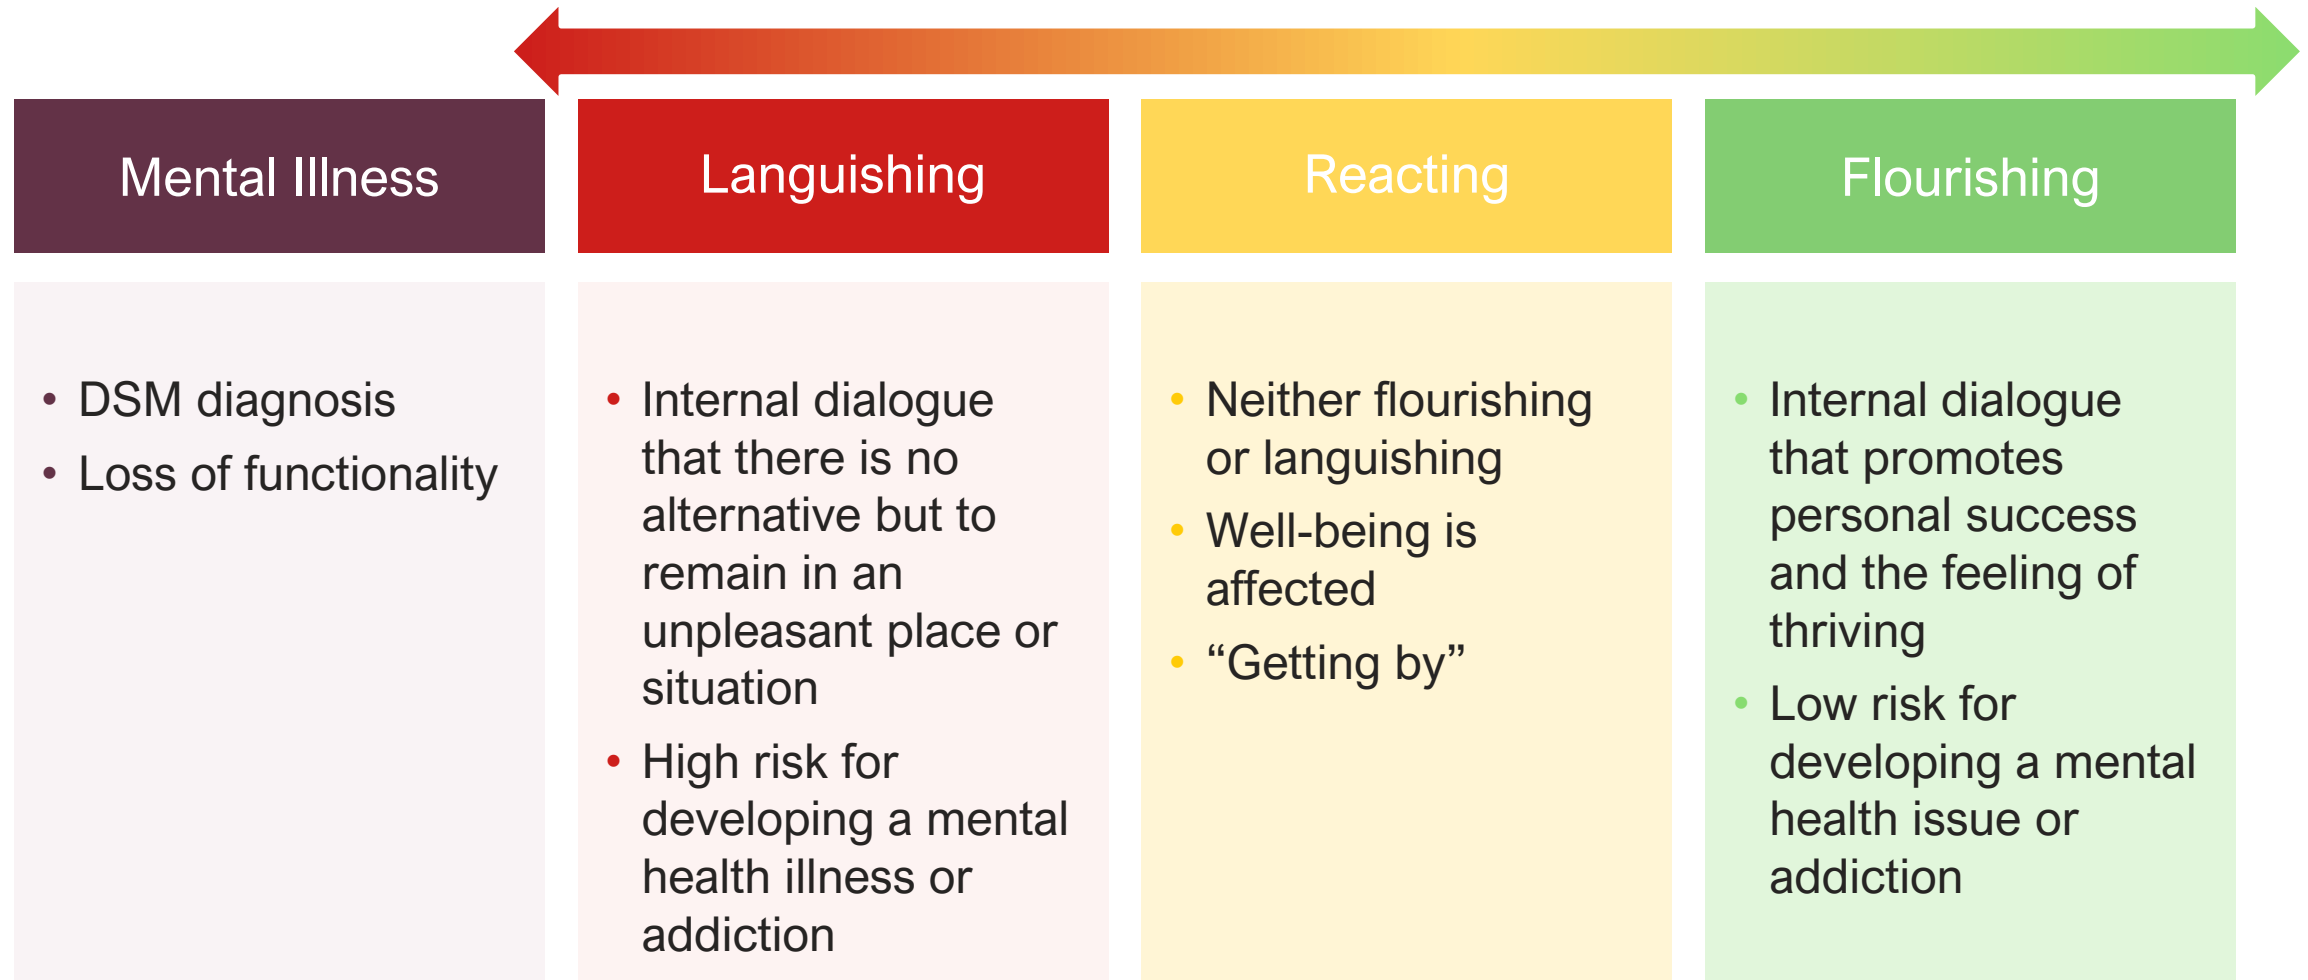 Mental Illness
Languishing
Reacting
Flourishing
• DSM diagnosis
• Loss of functionality
• Internal dialogue
that there is no
alternative but to
remain in an
unpleasant place or
situation
• High risk for
developing a mental
health illness or
addiction
• Neither flourishing
or languishing
• Well-being is
affected
• “Getting by”
• Internal dialogue
that promotes
personal success
and the feeling of
thriving
• Low risk for
developing a mental
health issue or
addiction